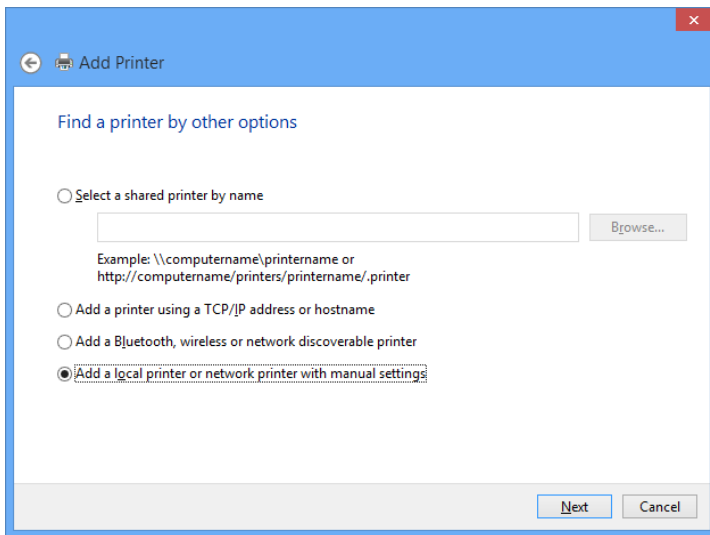 Add Printer
Find a printer by other options
Select a shared printer by name
Browse...
Example: \\computername\printername or
http://computername/printers/printername/.printer
Add a printer using a TCP/IP address or hostname
Add a Bluetooth, wireless or network discoverable printer
Add a local printer or network printer with manual settings
Next Cancel